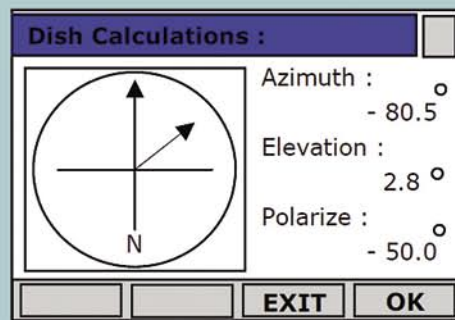 Dish Calculations :
Azimuth :
- 80.5°
Elevation :
2.8 °
Polarize :
- 50.0°
N
EXIT OK